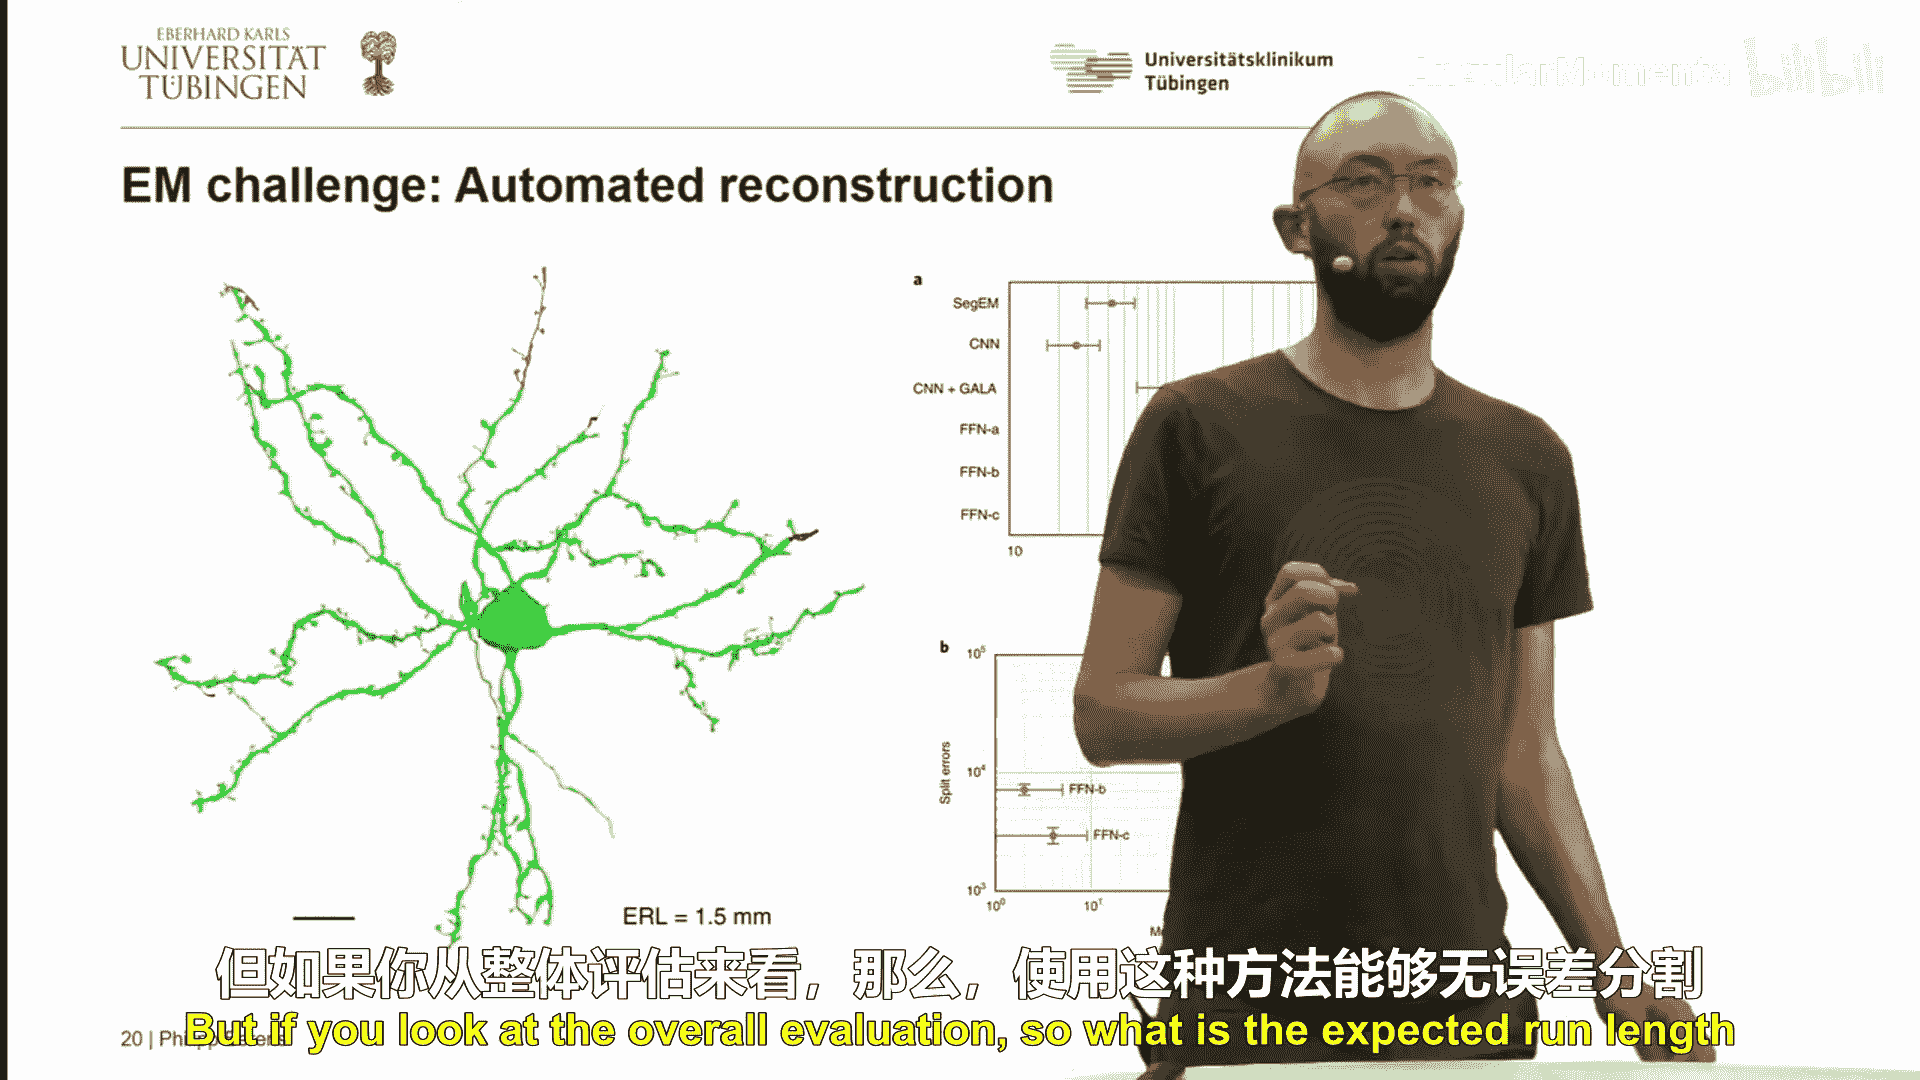 EBERHARD KARLS
UNIVERSITÄT
TÜBINGEN
Universitätsklinikum
Tübingen
bilibili
EM challenge: Automated reconstruction
a
SegEM
CNN
CNN + GALA
FFN-a
FFN-b
FFN-c
10
b
10⁵
Split errors
10⁴
FFN-b
FFN-c
10³
10⁰
10¹
ERL = 1.5 mm
但如果你从整体评估来看，那么，使用这种方法能够无误差分割
20 |
But if you look at the overall evaluation, so what is the expected run length